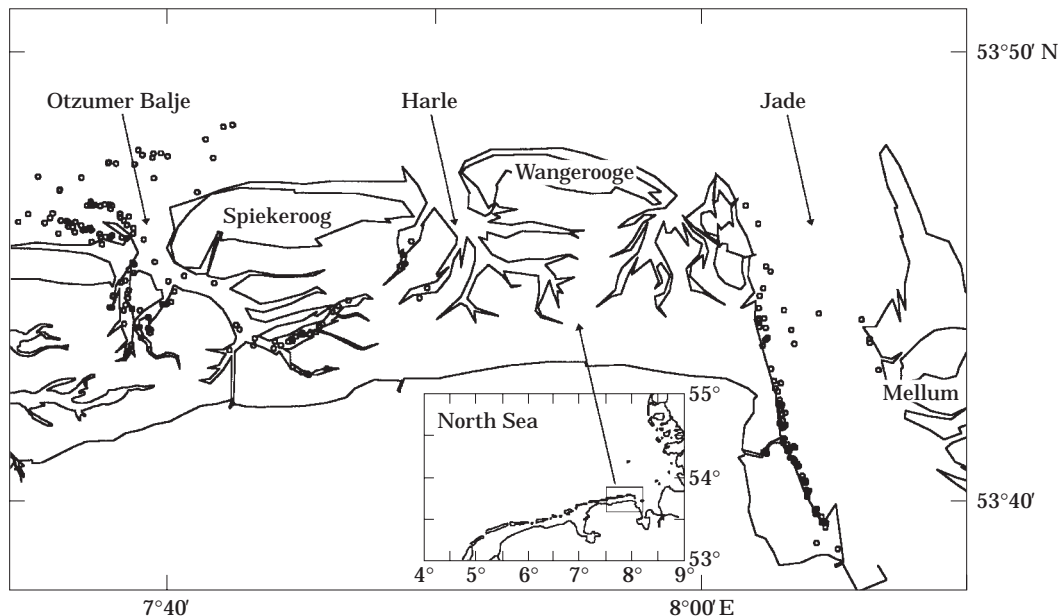 53°50′ N
Otzumer Balje
Harle
Jade
Wangerooge
Spiekeroog
Mellum
North Sea
55°
54°
53°
53°40′
4° 5° 6° 7° 8° 9°
7°40′
8°00′ E